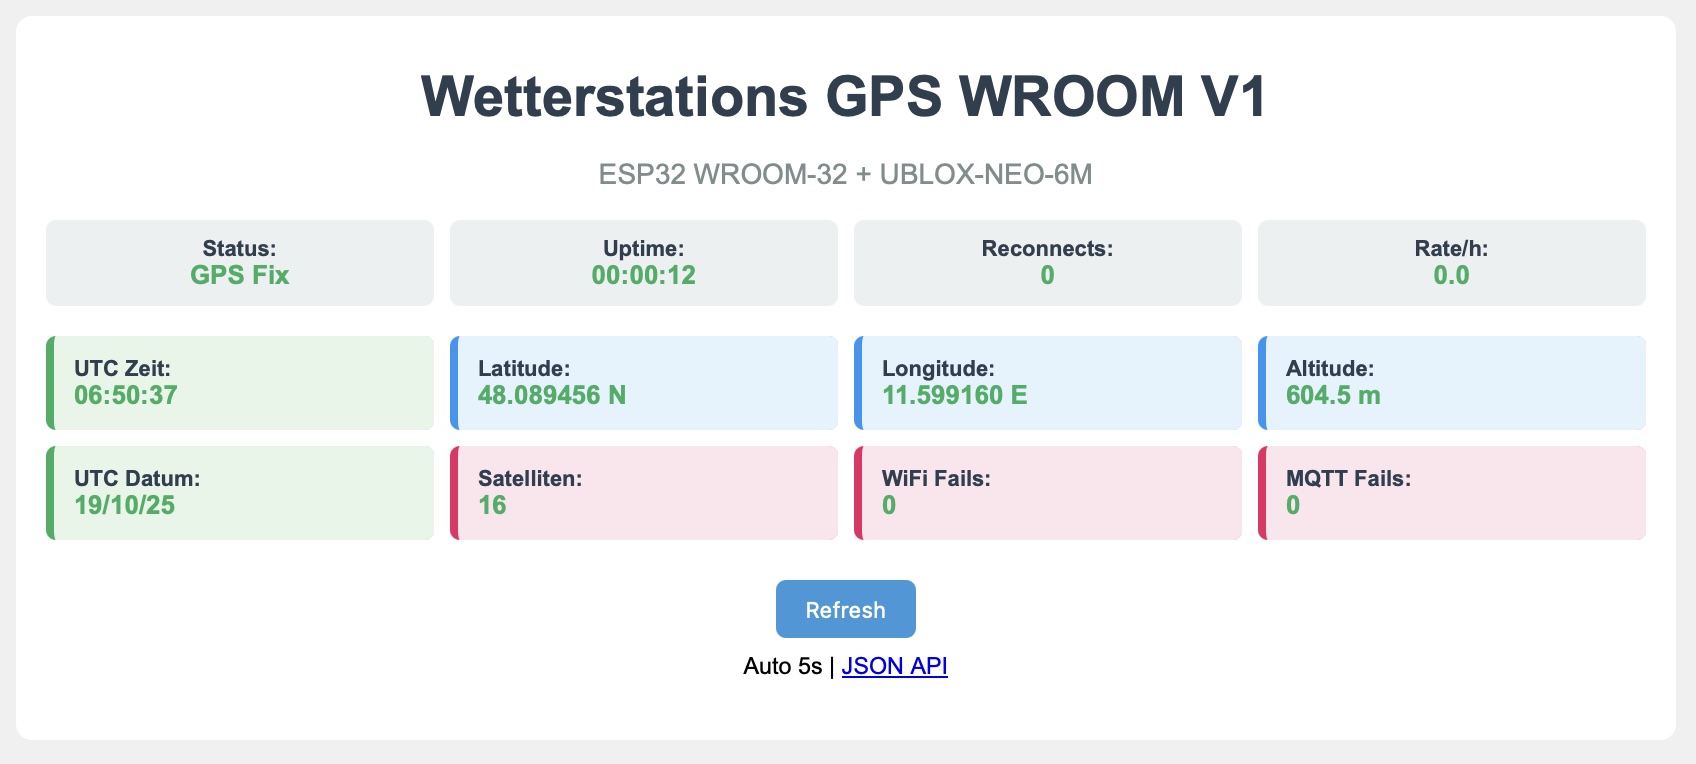 Wetterstations GPS WROOM V1
ESP32 WROOM-32 + UBLOX-NEO-6M
Status:
GPS Fix
Uptime:
00:00:12
Reconnects:
0
Rate/h:
0.0
UTC Zeit:
06:50:37
Latitude:
48.089456 N
Longitude:
11.599160 E
Altitude:
604.5 m
UTC Datum:
19/10/25
Satelliten:
16
WiFi Fails:
0
MQTT Fails:
0
Refresh
Auto 5s | JSON API